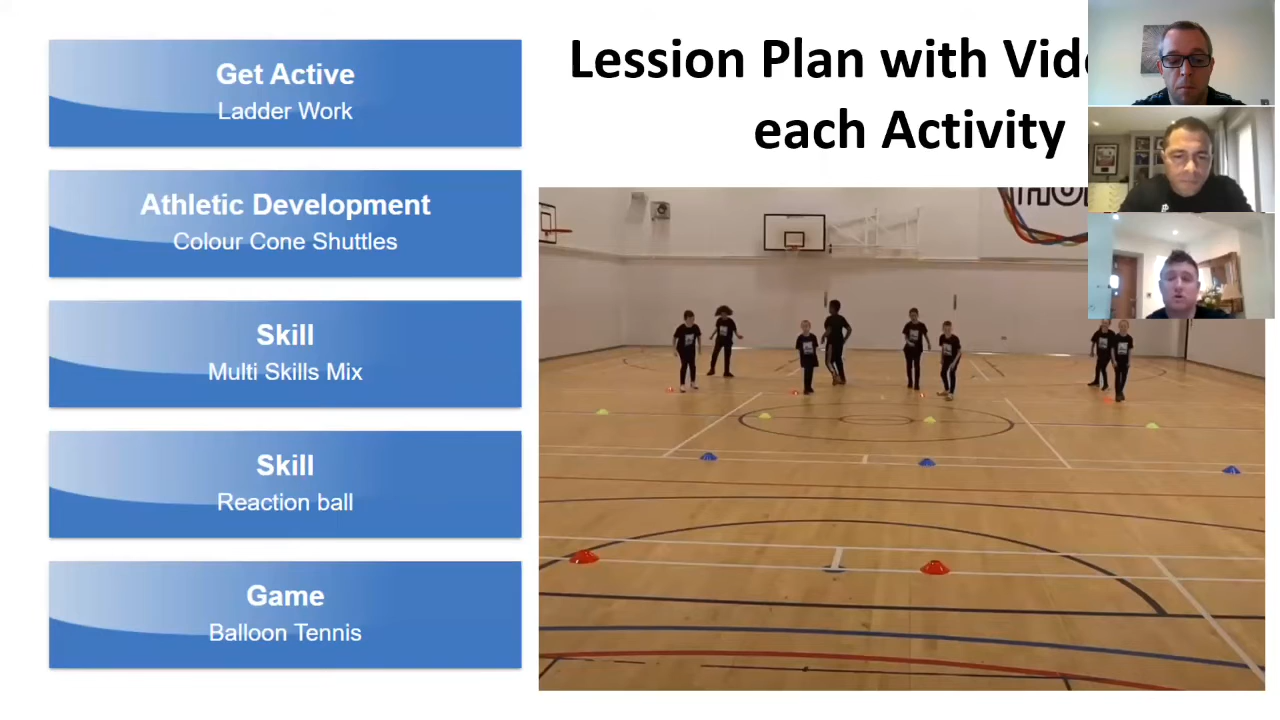 Get Active
Ladder Work
Athletic Development
Colour Cone Shuttles
Skill
Multi Skills Mix
Skill
Reaction ball
Game
Balloon Tennis
Lession Plan with
each Activity